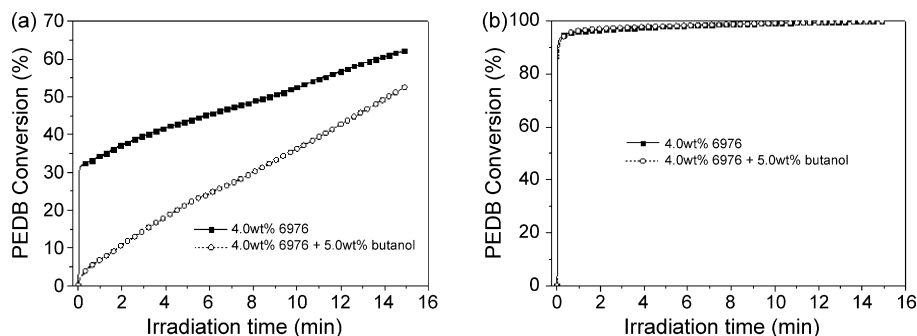 (a)
70
60
50
40
30
20
10
0
PEDB Conversion (%)
4.0wt% 6976
4.0wt% 6976 + 5.0wt% butanol
0 2 4 6 8 10 12 14 16
Irradiation time (min)
(b)
100
80
60
40
20
0
PEDB Conversion (%)
4.0wt% 6976
4.0wt% 6976 + 5.0wt% butanol
0 2 4 6 8 10 12 14 16
Irradiation time (min)